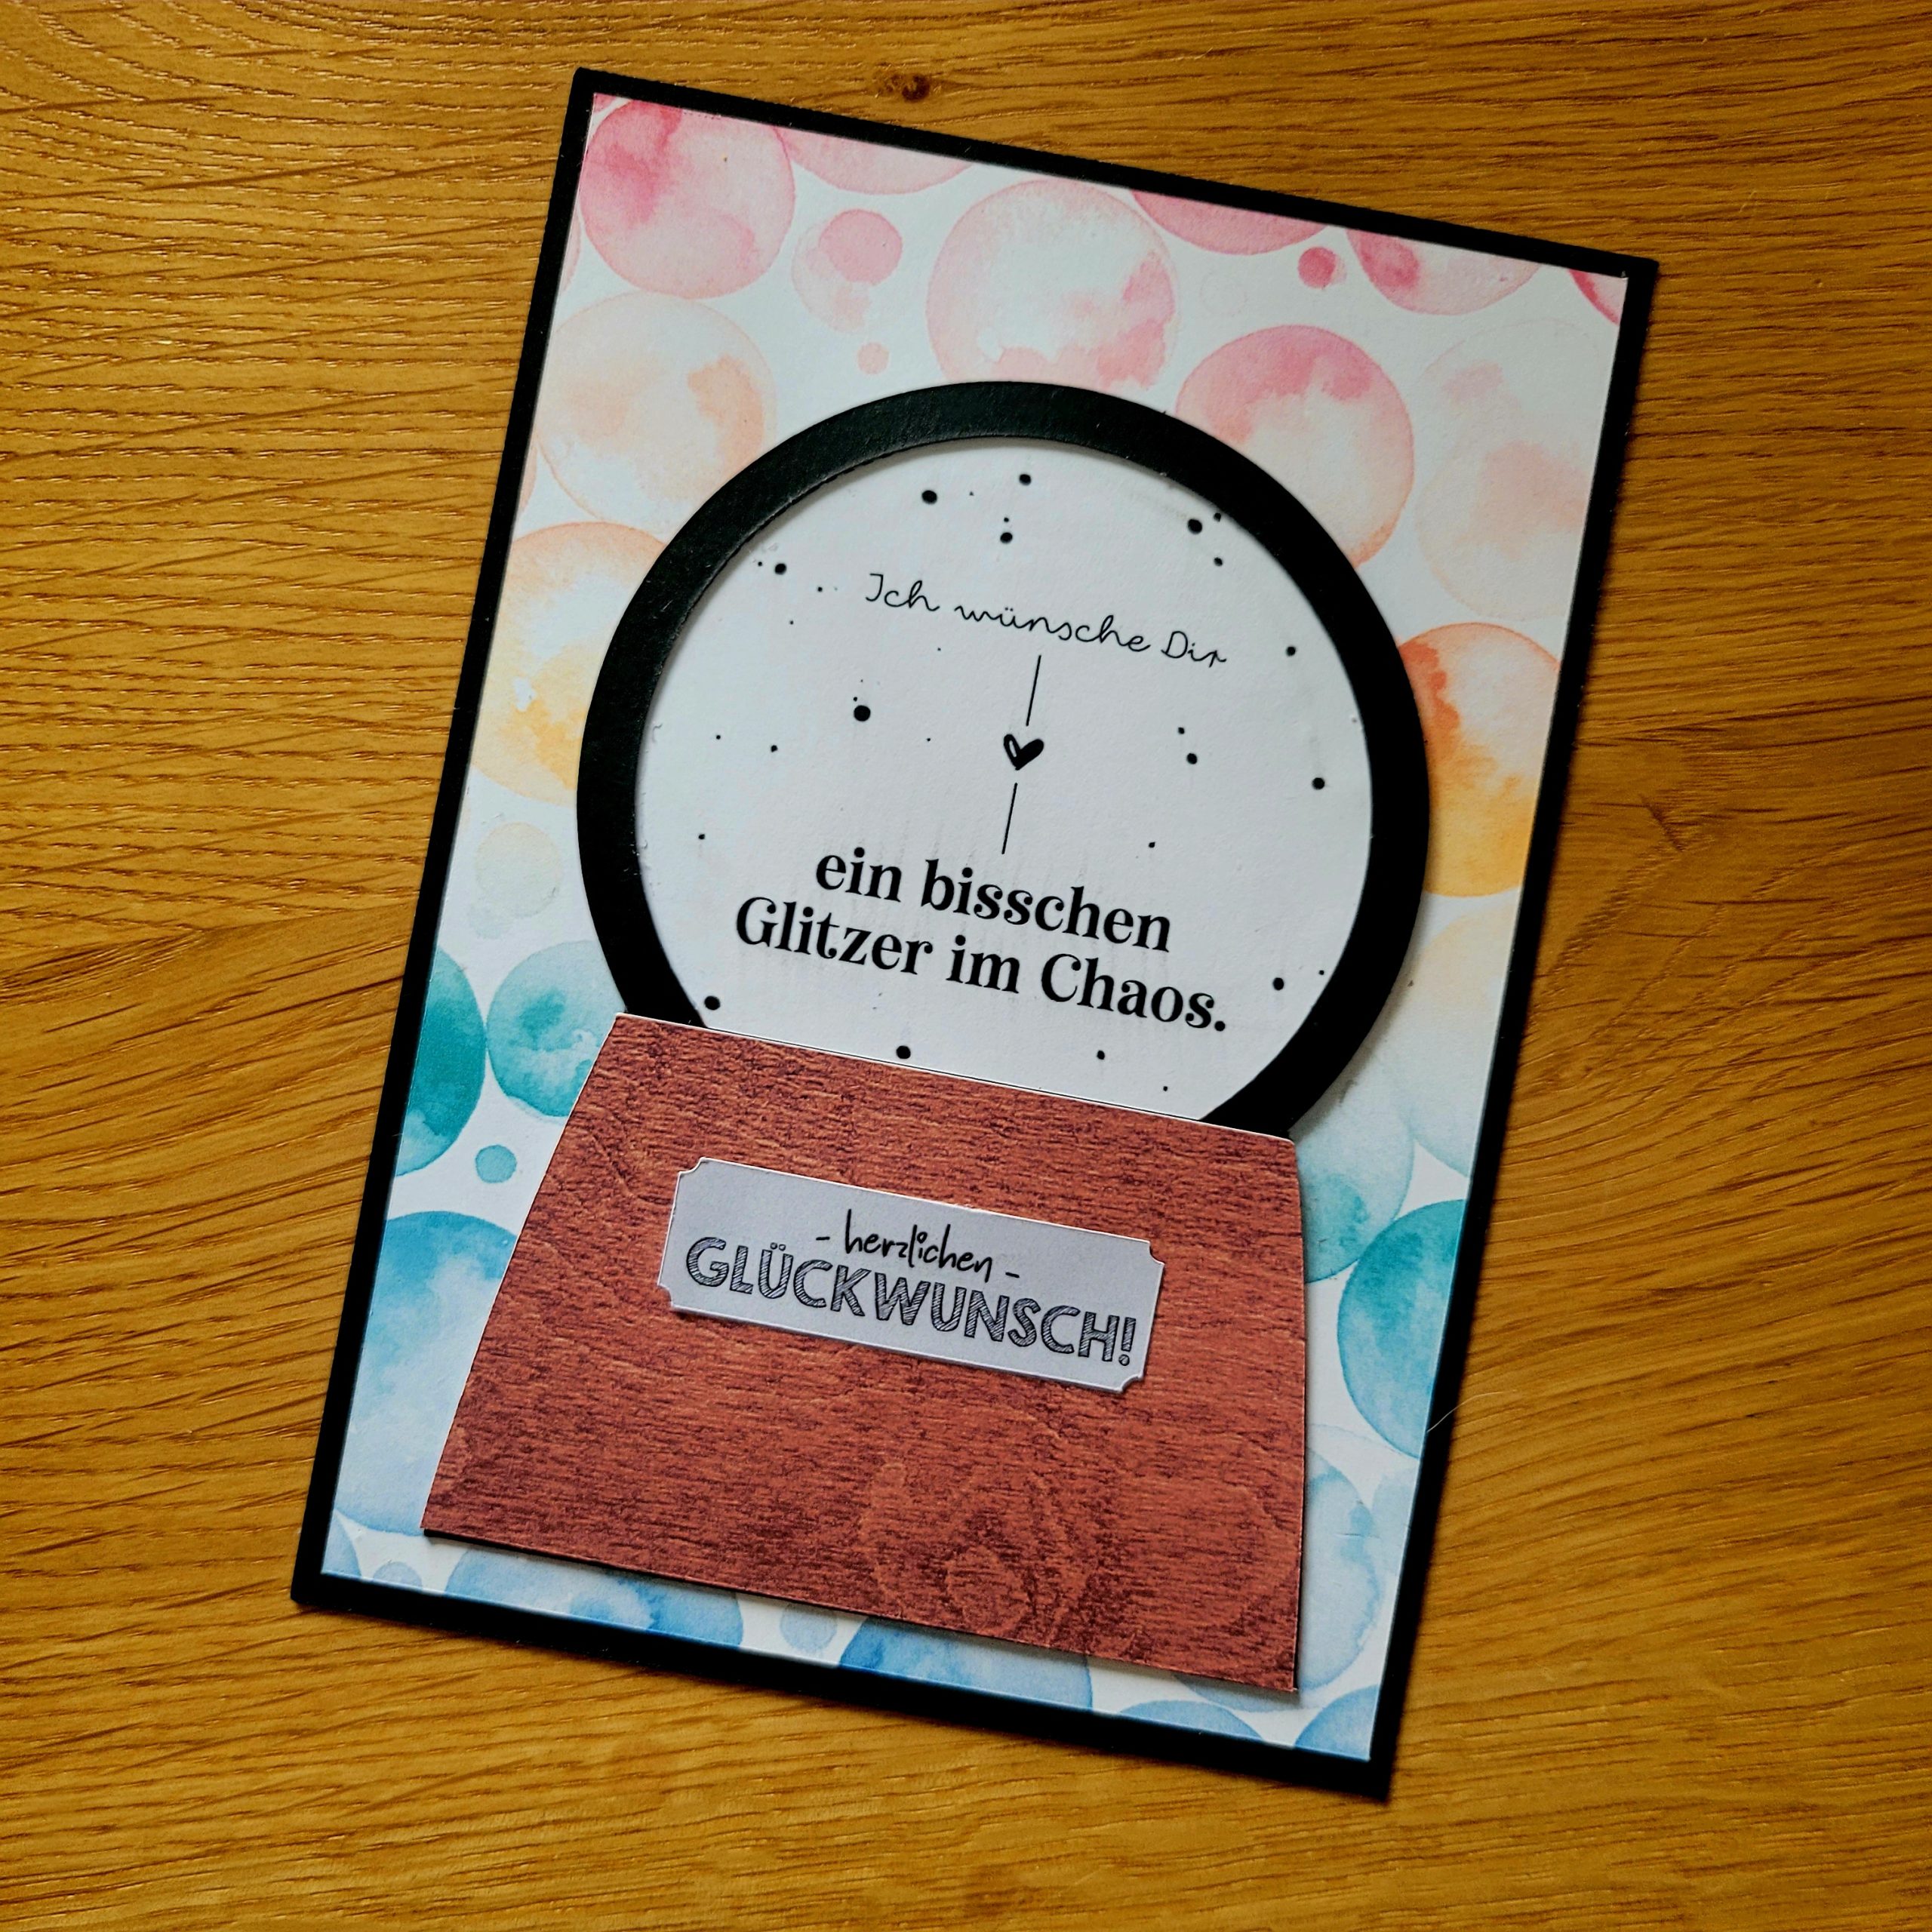 Ich wünsche Dir
ein bisschen
Glitzer im Chaos.
- herzlichen -
GLÜCKWUNSCH!